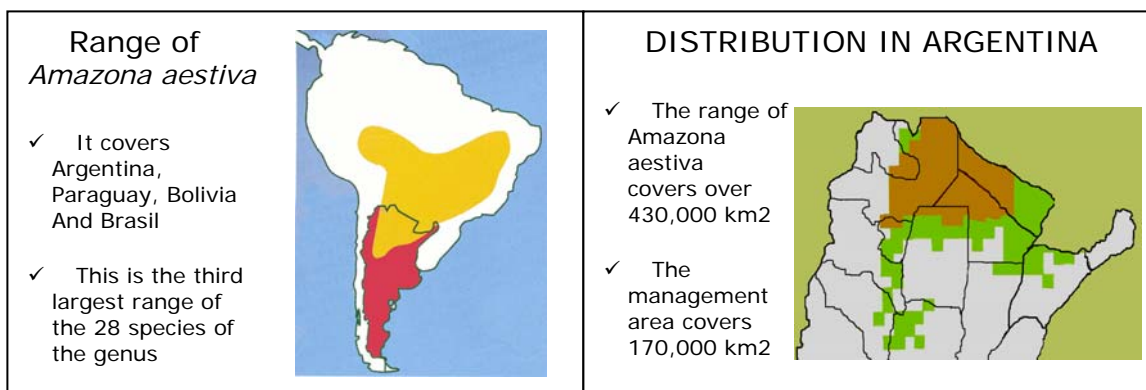 Range of
Amazona aestiva
✓ It covers
Argentina,
Paraguay, Bolivia
And Brasil
✓ This is the third
largest range of
the 28 species of
the genus
DISTRIBUTION IN ARGENTINA
✓ The range of
Amazona
aestiva
covers over
430,000 km2
✓ The
management
area covers
170,000 km2